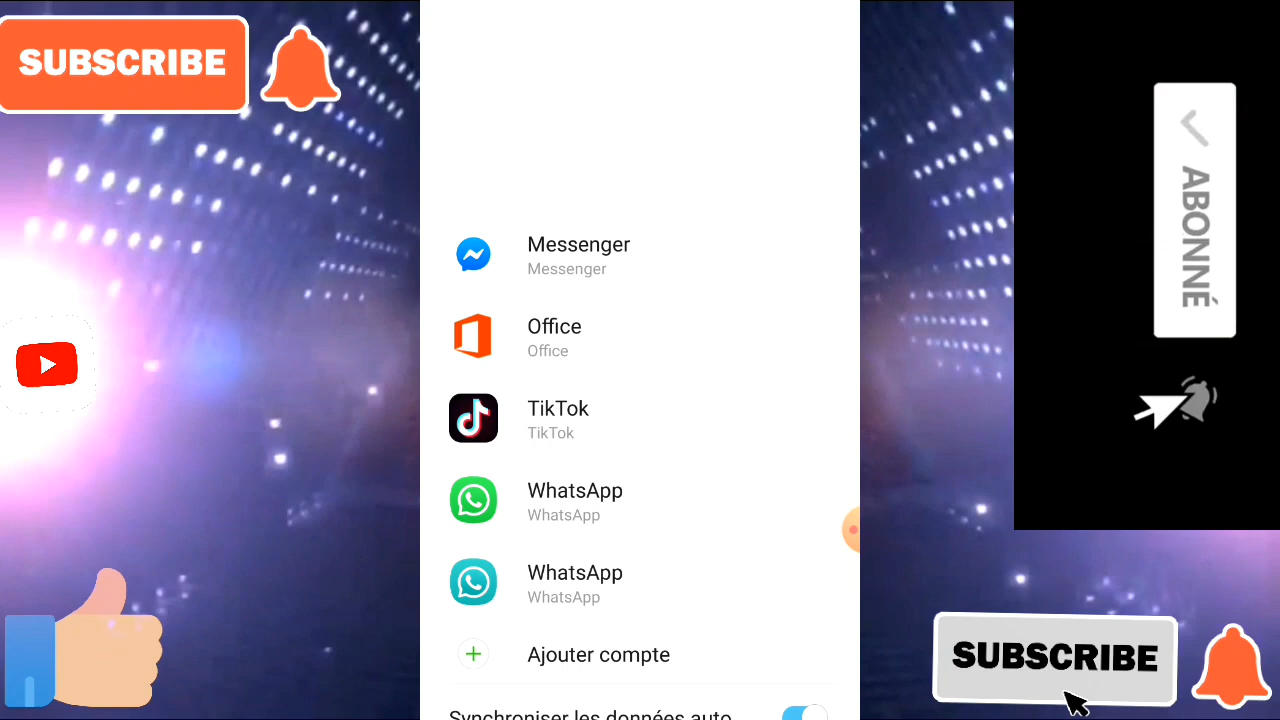 SUBSCRIBE
Messenger
Messenger
Office
Office
TikTok
TikTok
WhatsApp
WhatsApp
WhatsApp
WhatsApp
Ajouter compte
Synchroniser les données auto
ABONNÉ
SUBSCRIBE